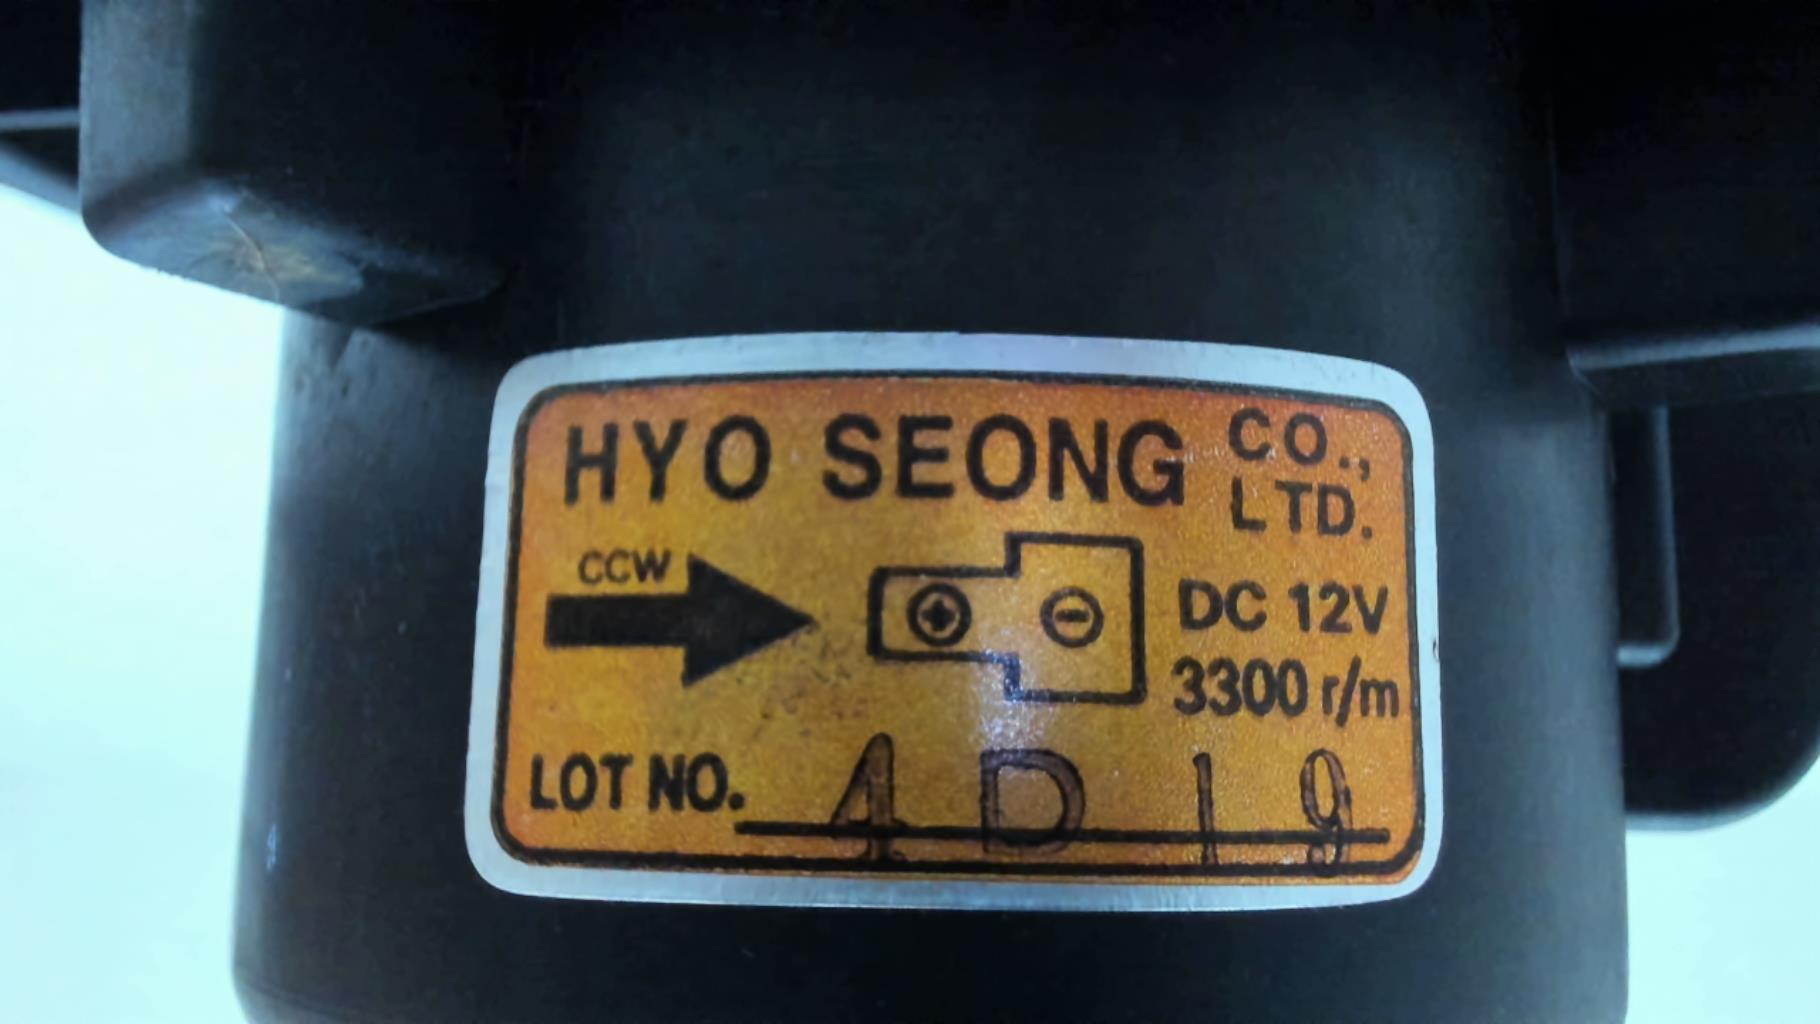 HYO SEONG CO.,
LTD.
CCW
+ −
DC 12V
3300 r/m
LOT NO. 4D19